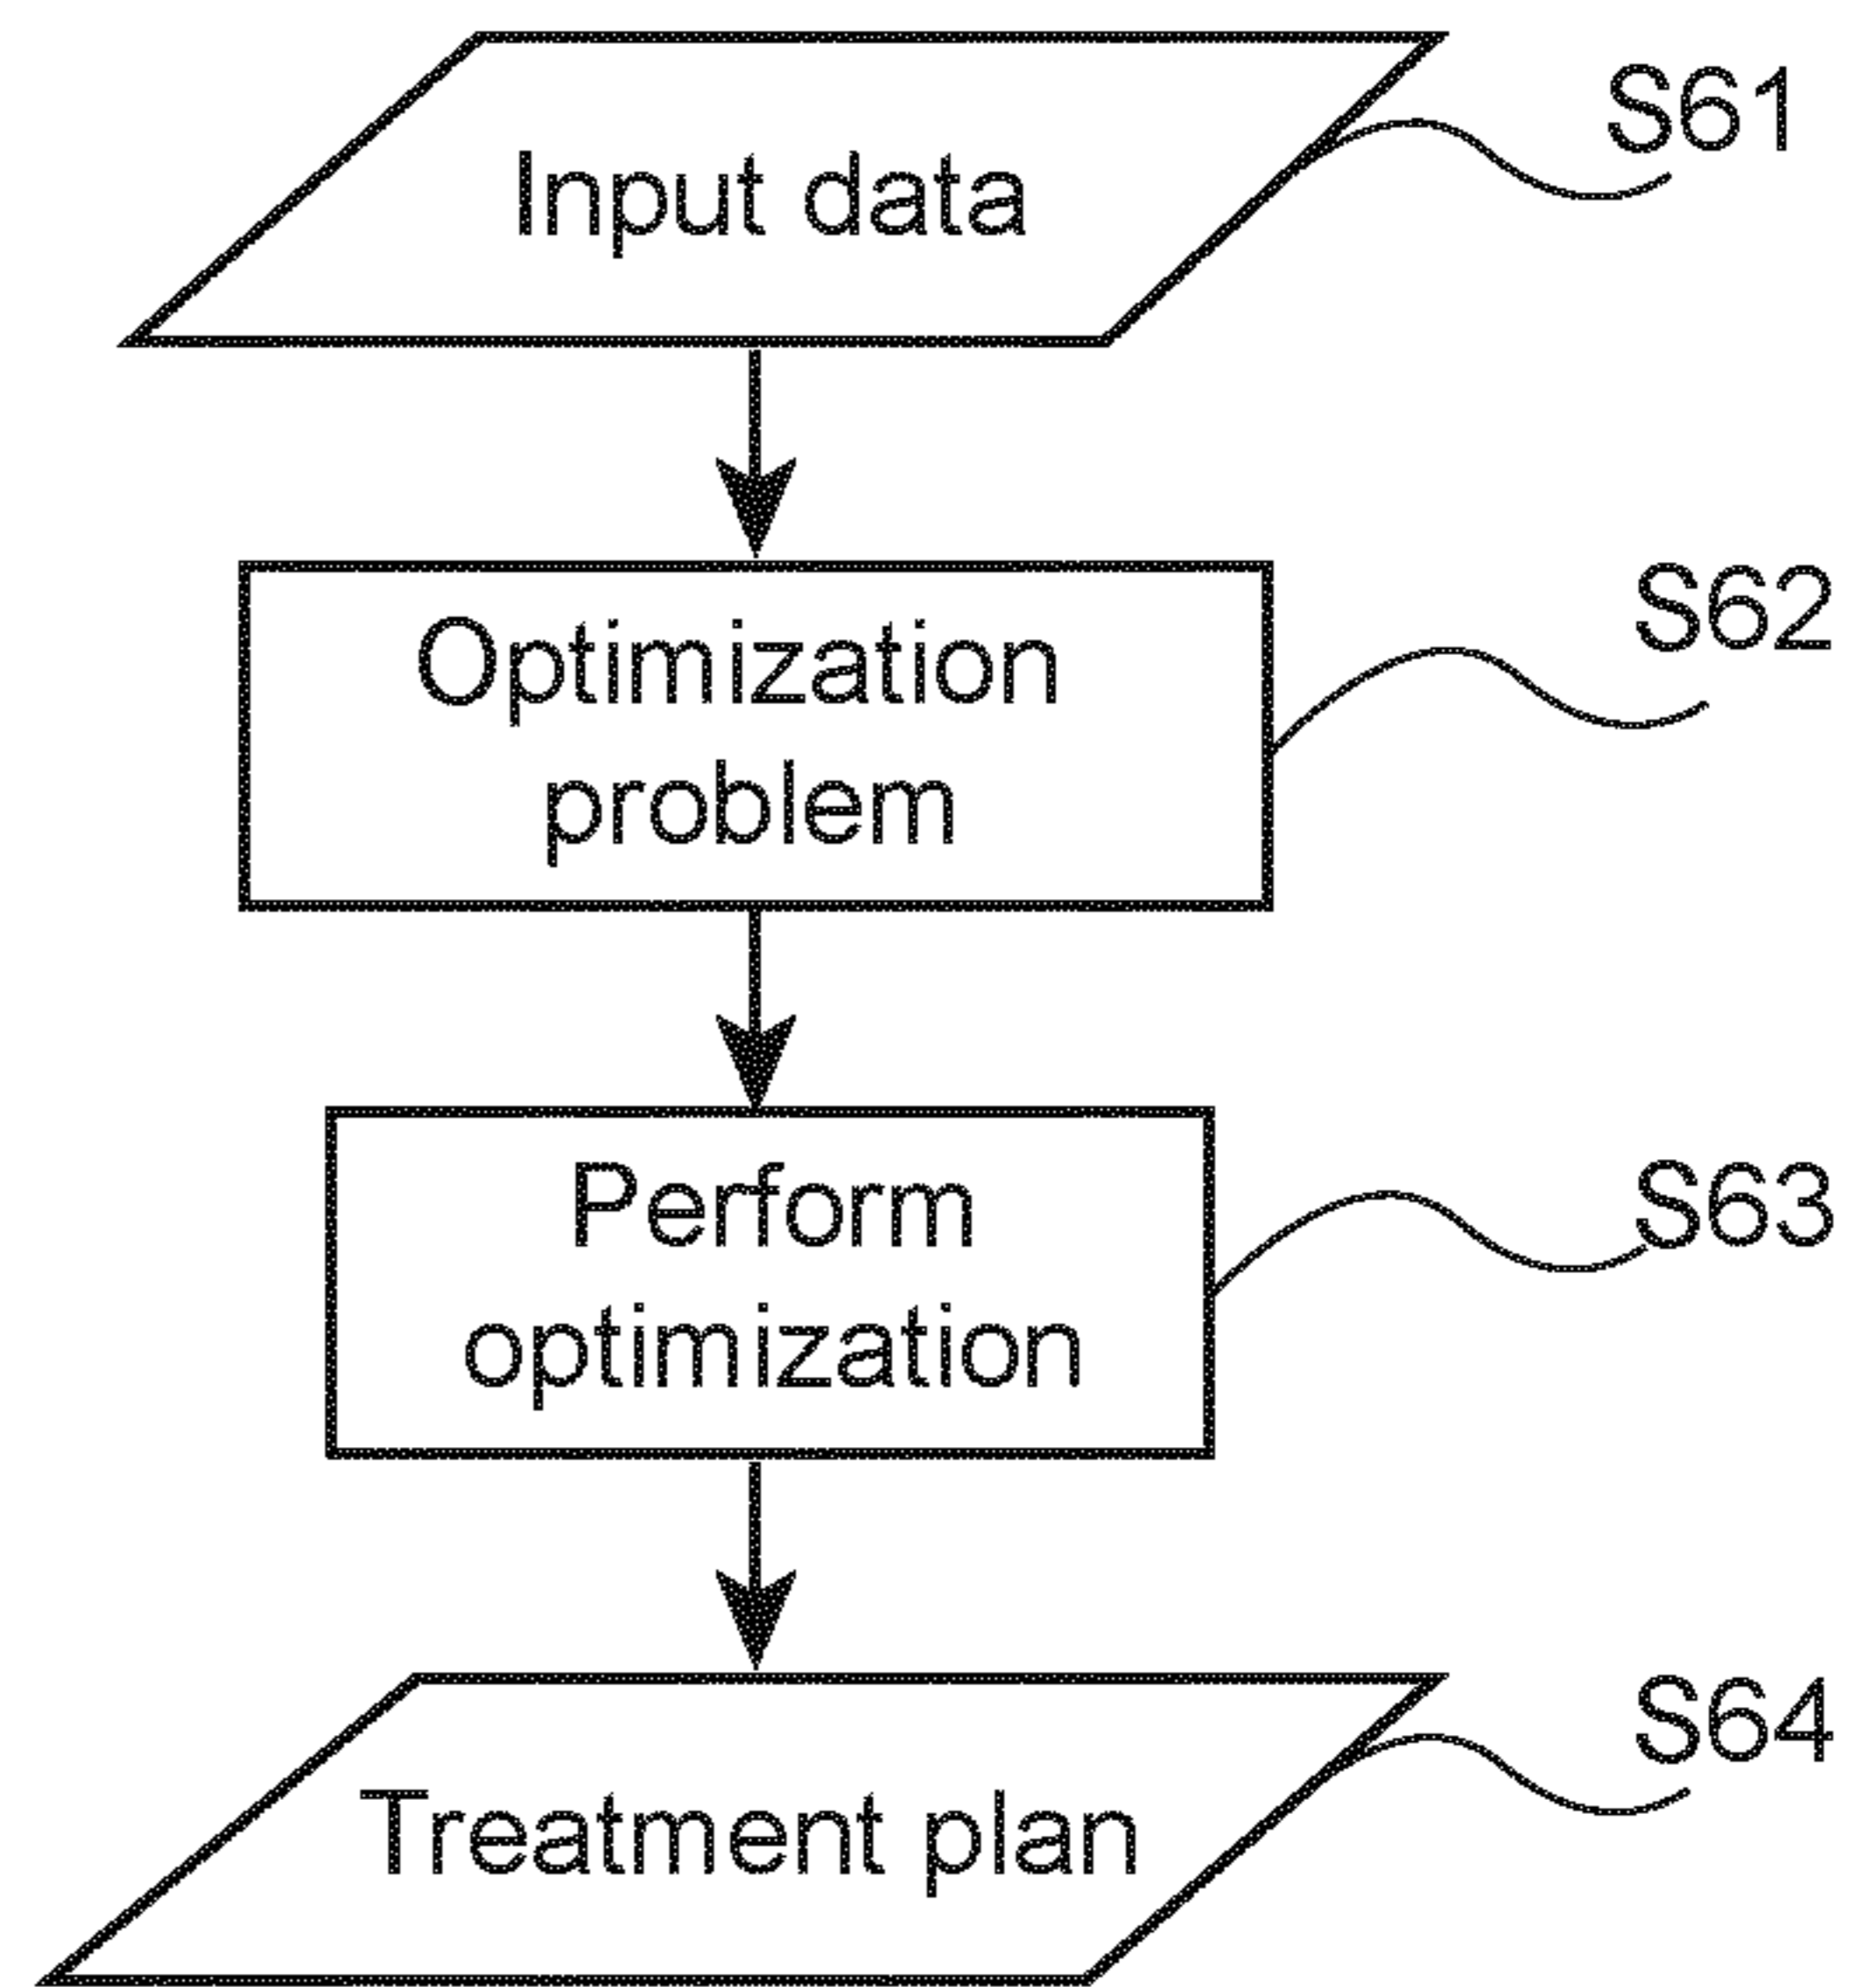 Input data
S61
Optimization
problem
S62
Perform
optimization
S63
Treatment plan
S64